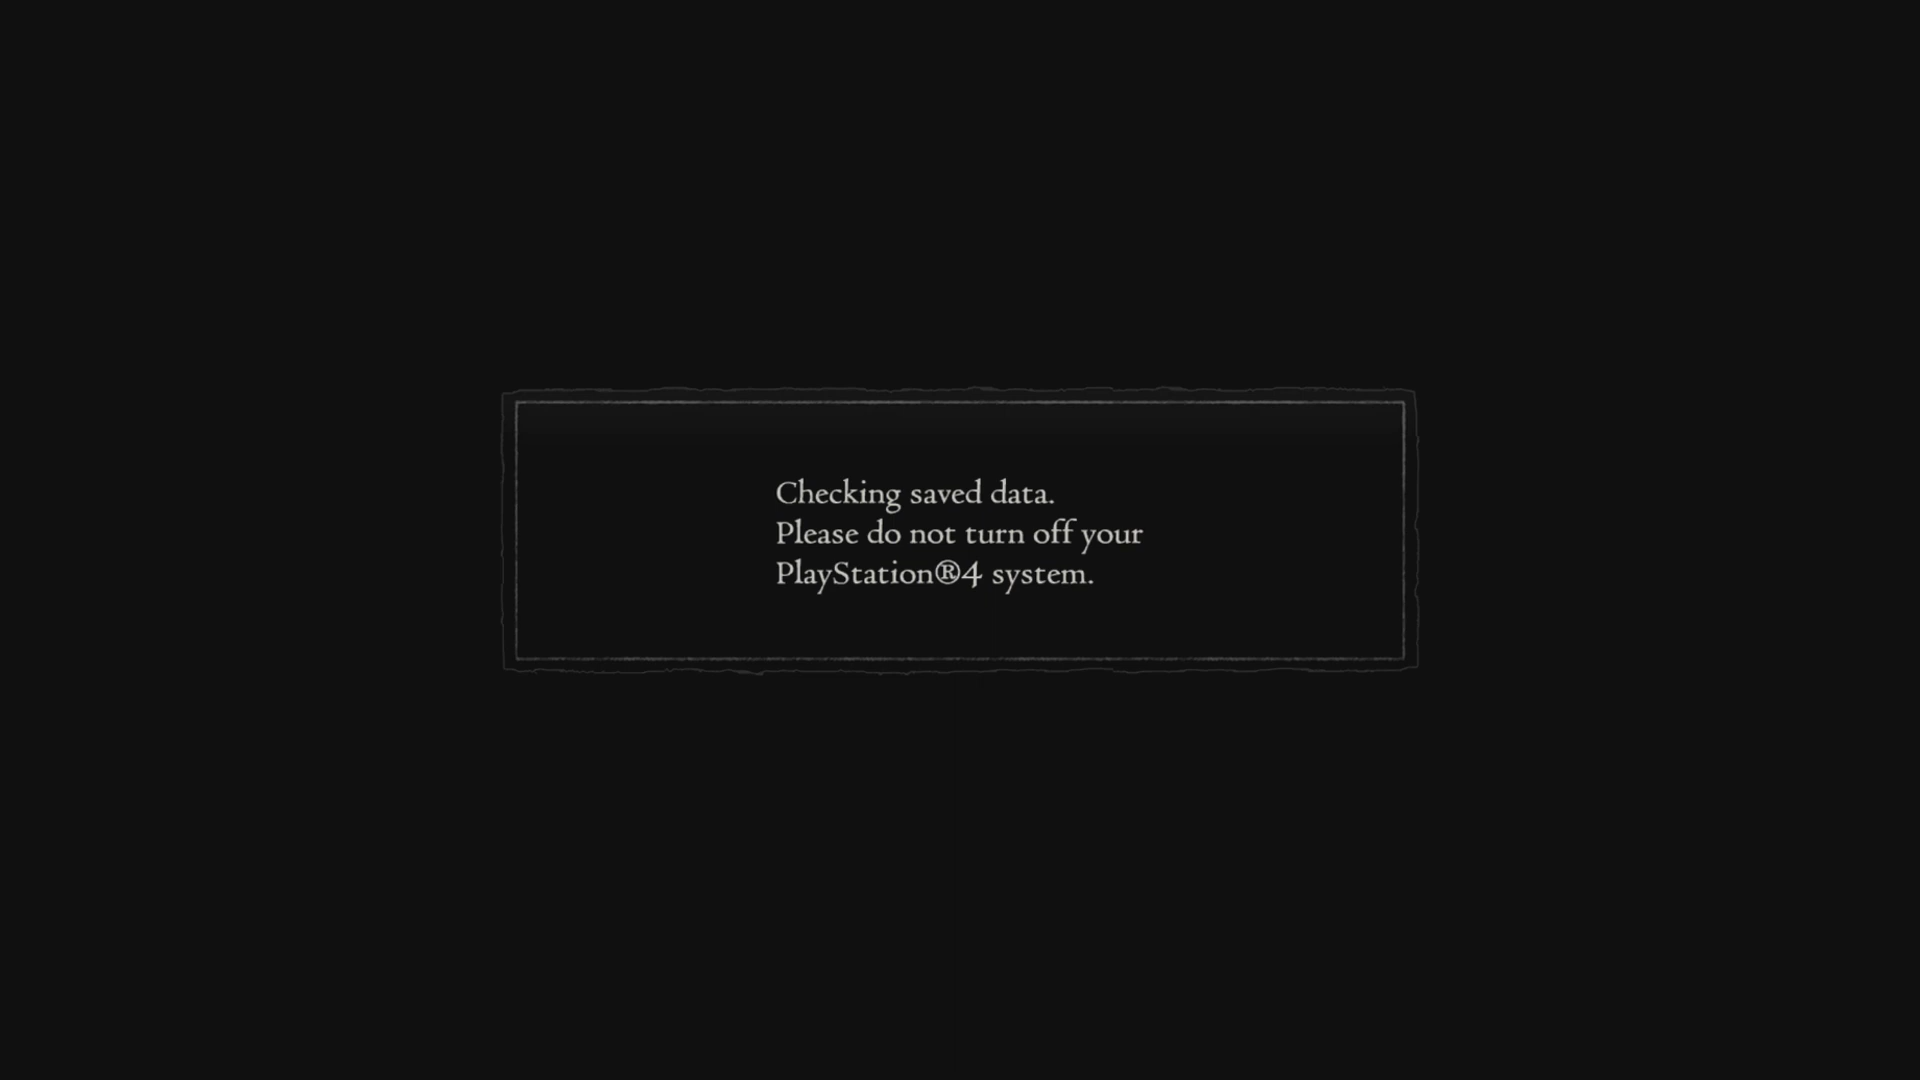 Checking saved data.
Please do not turn off your
PlayStation®4 system.